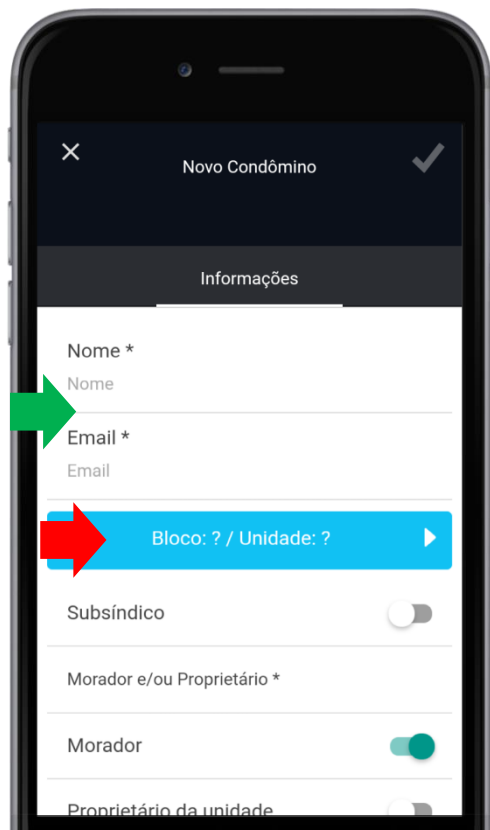 Novo Condômino
Informações
Nome *
Nome
Email *
Email
Bloco: ? / Unidade: ?
Subsíndico
Morador e/ou Proprietário *
Morador
Proprietário da unidade